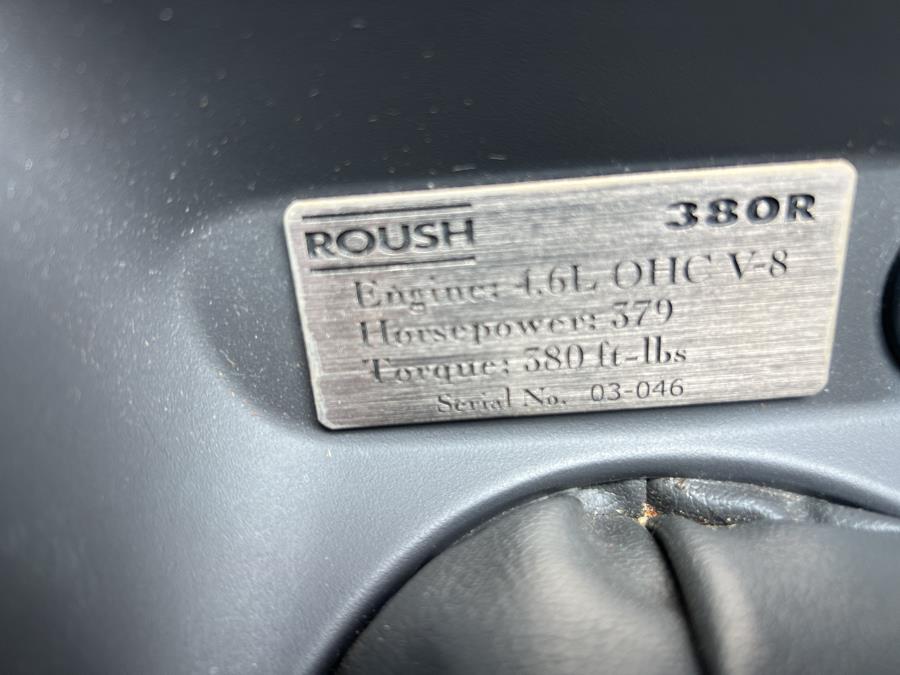 ROUSH 380R
Engine: 4.6L OHC V-8
Horsepower: 379
Torque: 380 ft-lbs
Serial No. 03-046